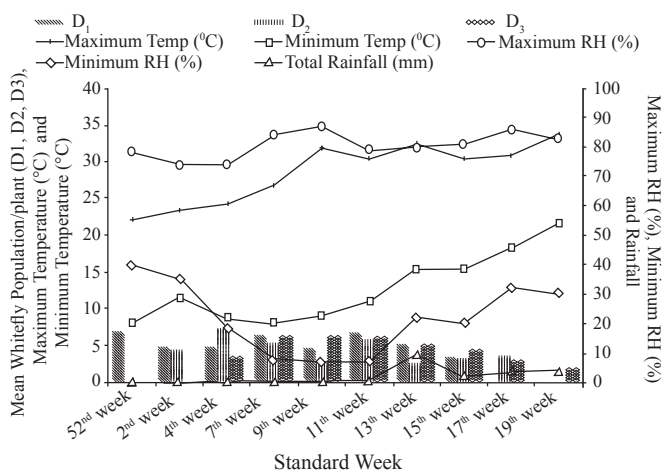 D₁ D₂ D₃
Maximum Temp (⁰C) Minimum Temp (⁰C) Maximum RH (%)
Minimum RH (%) Total Rainfall (mm)
Mean Whitefly Population/plant (D1, D2, D3),
Maximum Temperature (°C) and
Minimum Temperature (°C)
40
35
30
25
20
15
10
5
0
100
90
80
70
60
50
40
30
20
10
0
Maximum RH (%), Minimum RH (%)
and Rainfall
52ⁿᵈ week
2ⁿᵈ week
4ᵗʰ week
7ᵗʰ week
9ᵗʰ week
11ᵗʰ week
13ᵗʰ week
15ᵗʰ week
17ᵗʰ week
19ᵗʰ week
Standard Week